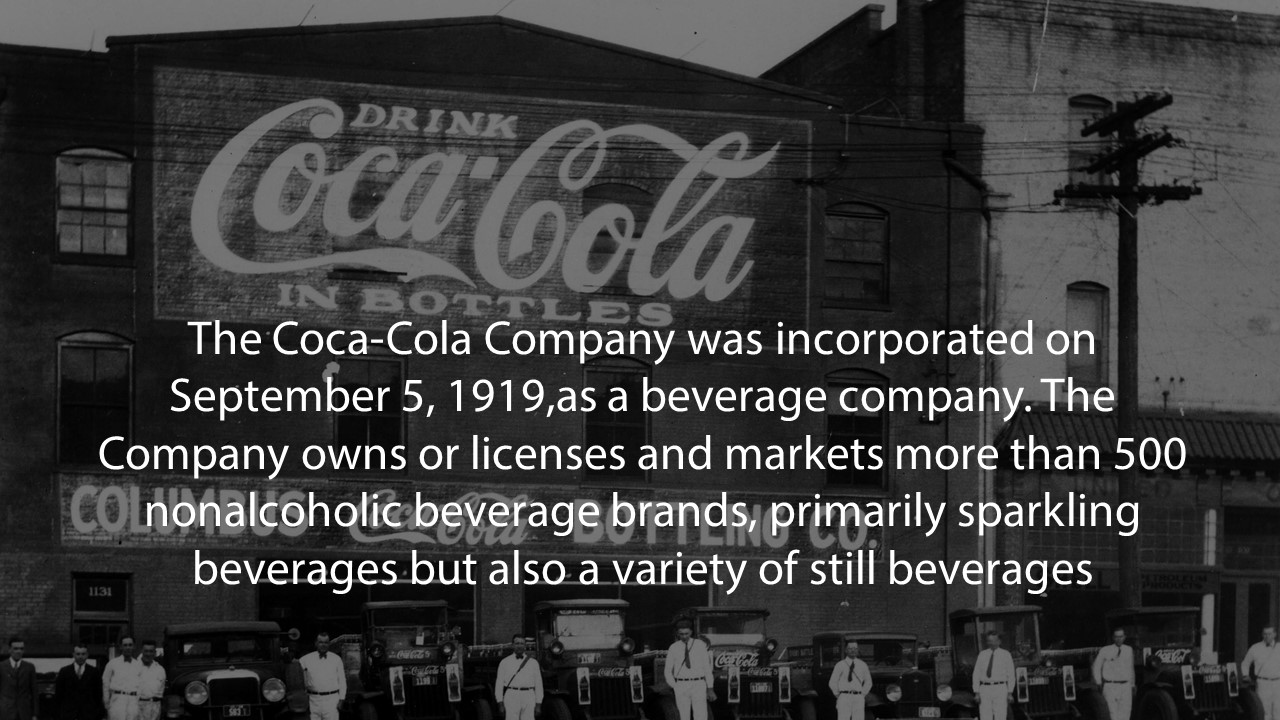 DRINK
Coca-Cola
IN BOTTLES
The Coca-Cola Company was incorporated on
September 5, 1919,as a beverage company. The
Company owns or licenses and markets more than 500
nonalcoholic beverage brands, primarily sparkling
beverages but also a variety of still beverages
COLUMBUS Coca-Cola BOTTLING CO.
1131